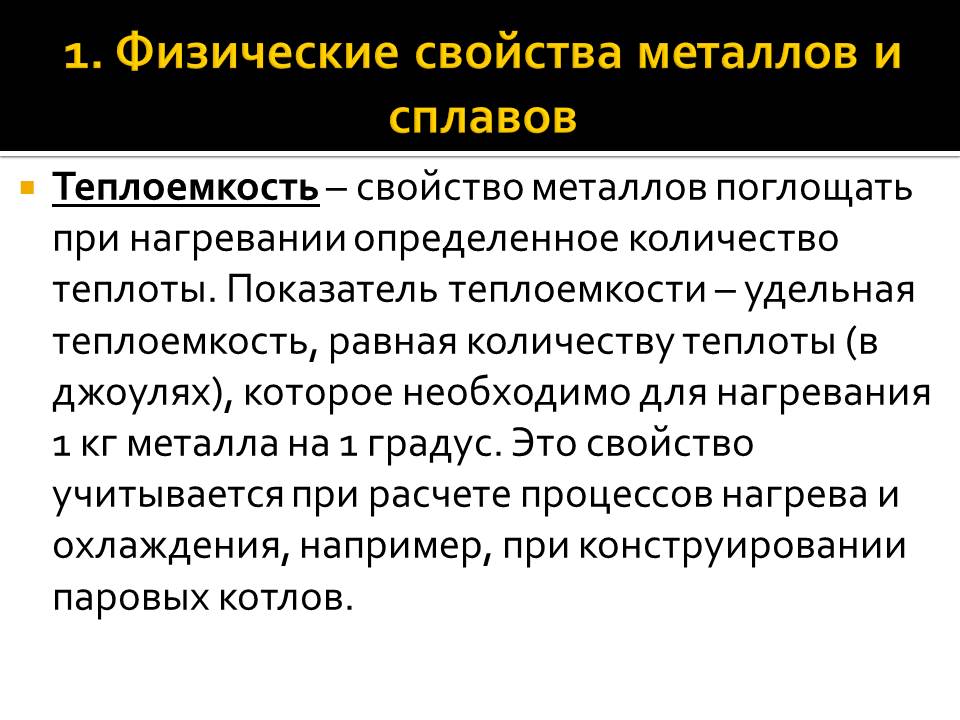 1. Физические свойства металлов и
сплавов
Теплоемкость – свойство металлов поглощать
при нагревании определенное количество
теплоты. Показатель теплоемкости – удельная
теплоемкость, равная количеству теплоты (в
джоулях), которое необходимо для нагревания
1 кг металла на 1 градус. Это свойство
учитывается при расчете процессов нагрева и
охлаждения, например, при конструировании
паровых котлов.